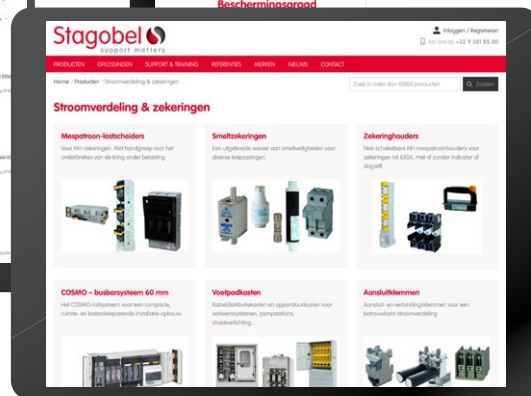 Beschermingsgraad
Stagobel
support matters
Inloggen / Registreren
Bel ons op +32 9 381 85 00
PRODUCTEN OPLOSSINGEN SUPPORT & TRAINING REFERENTIES MERKEN NIEUWS CONTACT
Home / Producten / Stroomverdeling & zekeringen
Zoek in meer dan 10000 producten
Zoeken
Stroomverdeling & zekeringen
Mespatroon-lastscheiders
Voor NH-zekeringen. Met handgreep voor het
onderbreken van de kring onder belasting.
Smeltzekeringen
Een uitgebreide waaier aan smeltveiligheden voor
diverse toepassingen.
Zekeringhouders
Niet-schakelbare NH-mespatroonhouders voor
zekeringen tot 630A, met of zonder indicator of
slagstift.
COSMO – busbarsysteem 60 mm
Het COSMO-railsysteem voor een compacte,
ruimte- en kostenbesparende installatie-opbouw.
Voetpadkasten
Kabeldistributiekasten en apparatuurkasten voor
verkeerssystemen, pompstations,
straatverlichting...
Aansluitklemmen
Aansluit- en verbindingsklemmen voor een
betrouwbare stroomverdeling.